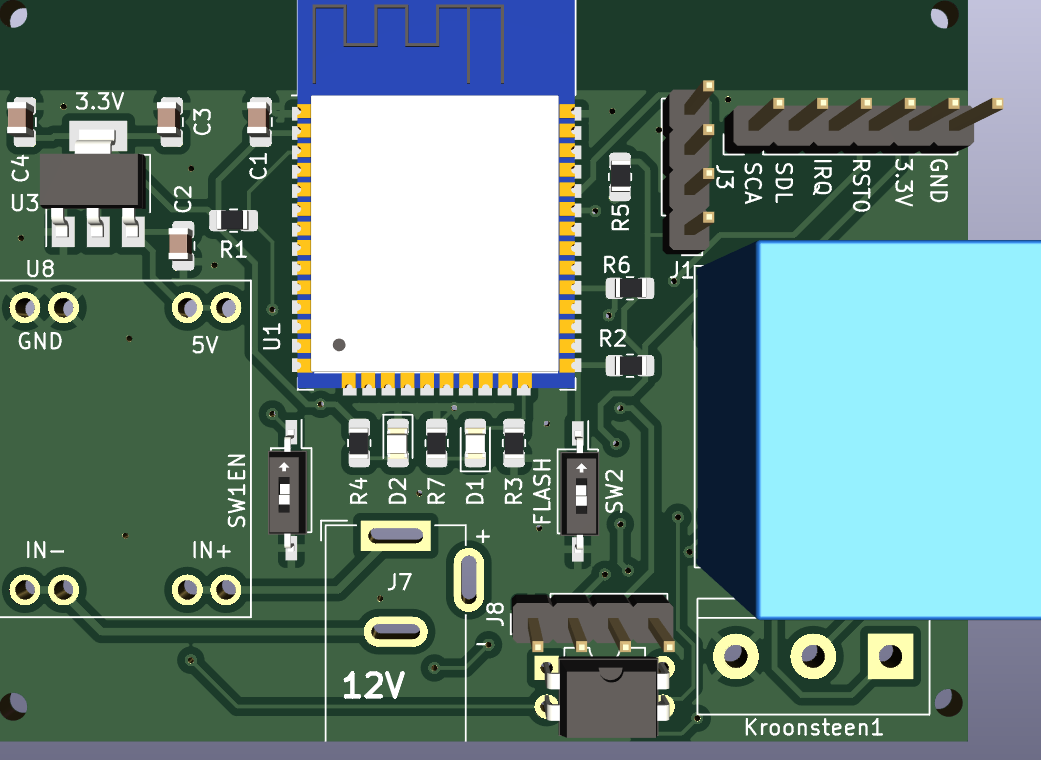 3.3V
C3
C4
C1
C2
U3
R1
U8
GND
5V
U1
R5
J3
SCA
SDL
IRQ
RST0
3.3V
GND
J1
R6
R2
SW1EN
R4
D2
R7
D1
R3
FLASH
SW2
IN-
IN+
J7
+
J8
-
12V
Kroonsteen1